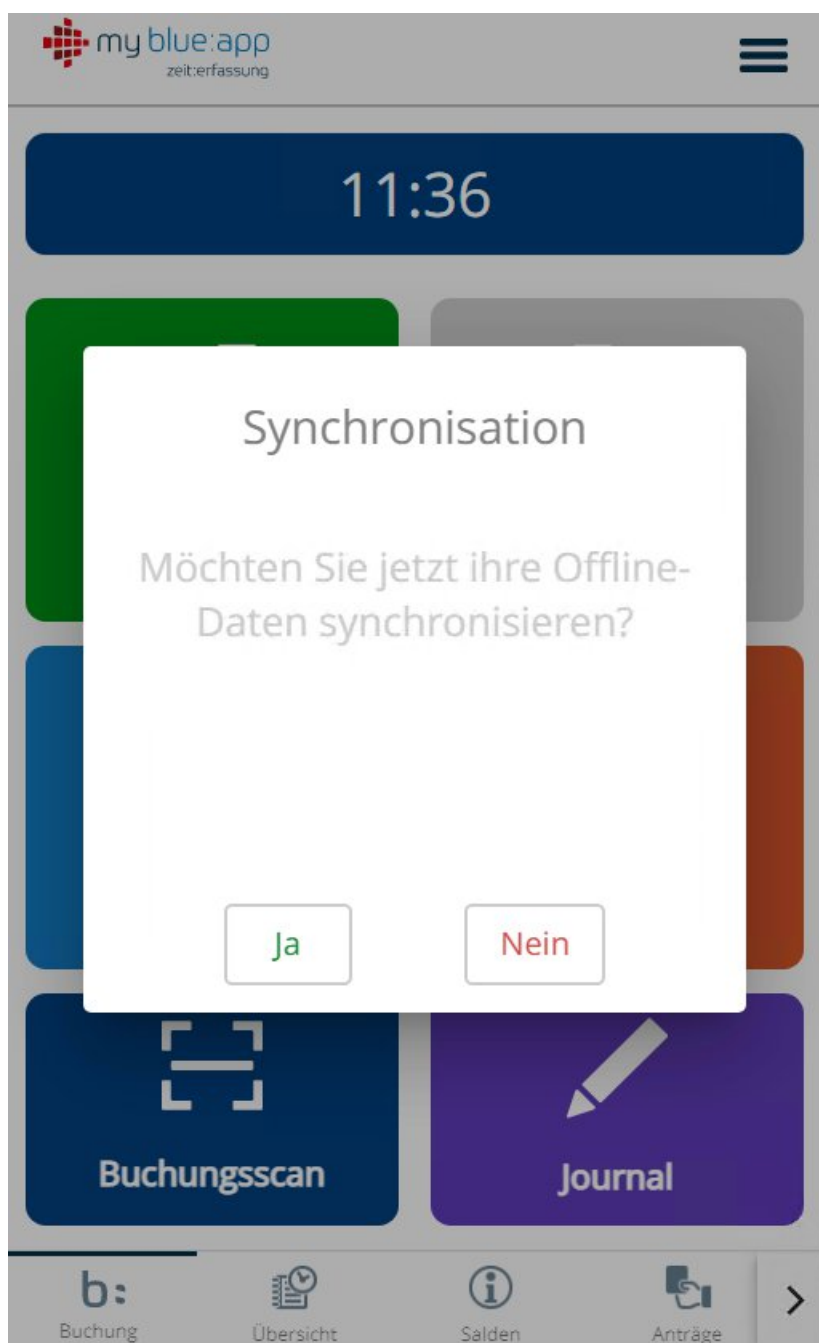 my blue:app
zeit:erfassung
11:36
Synchronisation
Möchten Sie jetzt ihre Offline-
Daten synchronisieren?
Ja
Nein
Buchungsscan
Journal
b:
Buchung
Übersicht
Salden
Anträge